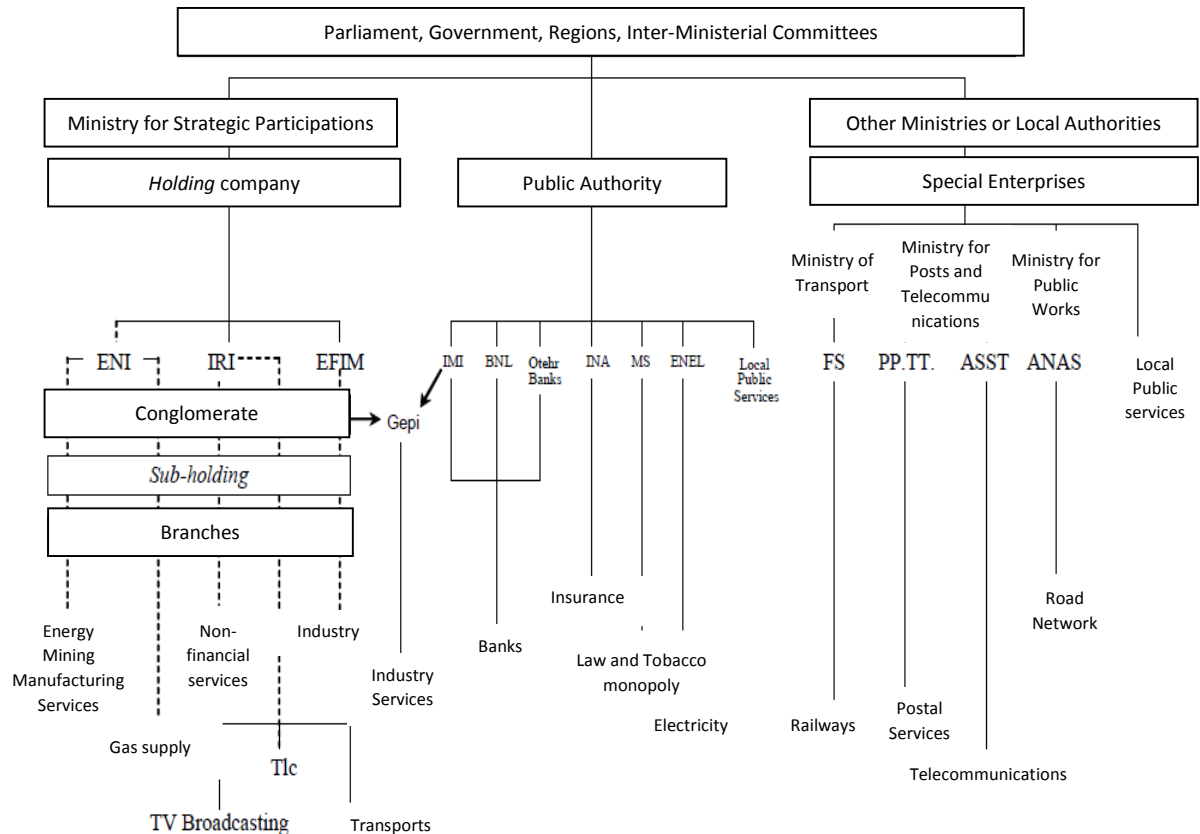 Parliament, Government, Regions, Inter-Ministerial Committees
Ministry for Strategic Participations
Other Ministries or Local Authorities
Holding company
Public Authority
Special Enterprises
Ministry of
Transport
Ministry for
Posts and
Telecommu
nications
Ministry for
Public
Works
ENI
IRI
EFIM
IMI
BNL
Otehr
Banks
INA
MS
ENEL
Local
Public
Services
FS
PP.TT.
ASST
ANAS
Local
Public
services
Conglomerate
Gepi
Sub-holding
Branches
Energy
Mining
Manufacturing
Services
Non-
financial
services
Industry
Industry
Services
Banks
Insurance
Law and Tobacco
monopoly
Electricity
Railways
Postal
Services
Road
Network
Telecommunications
Gas supply
Tlc
TV Broadcasting
Transports